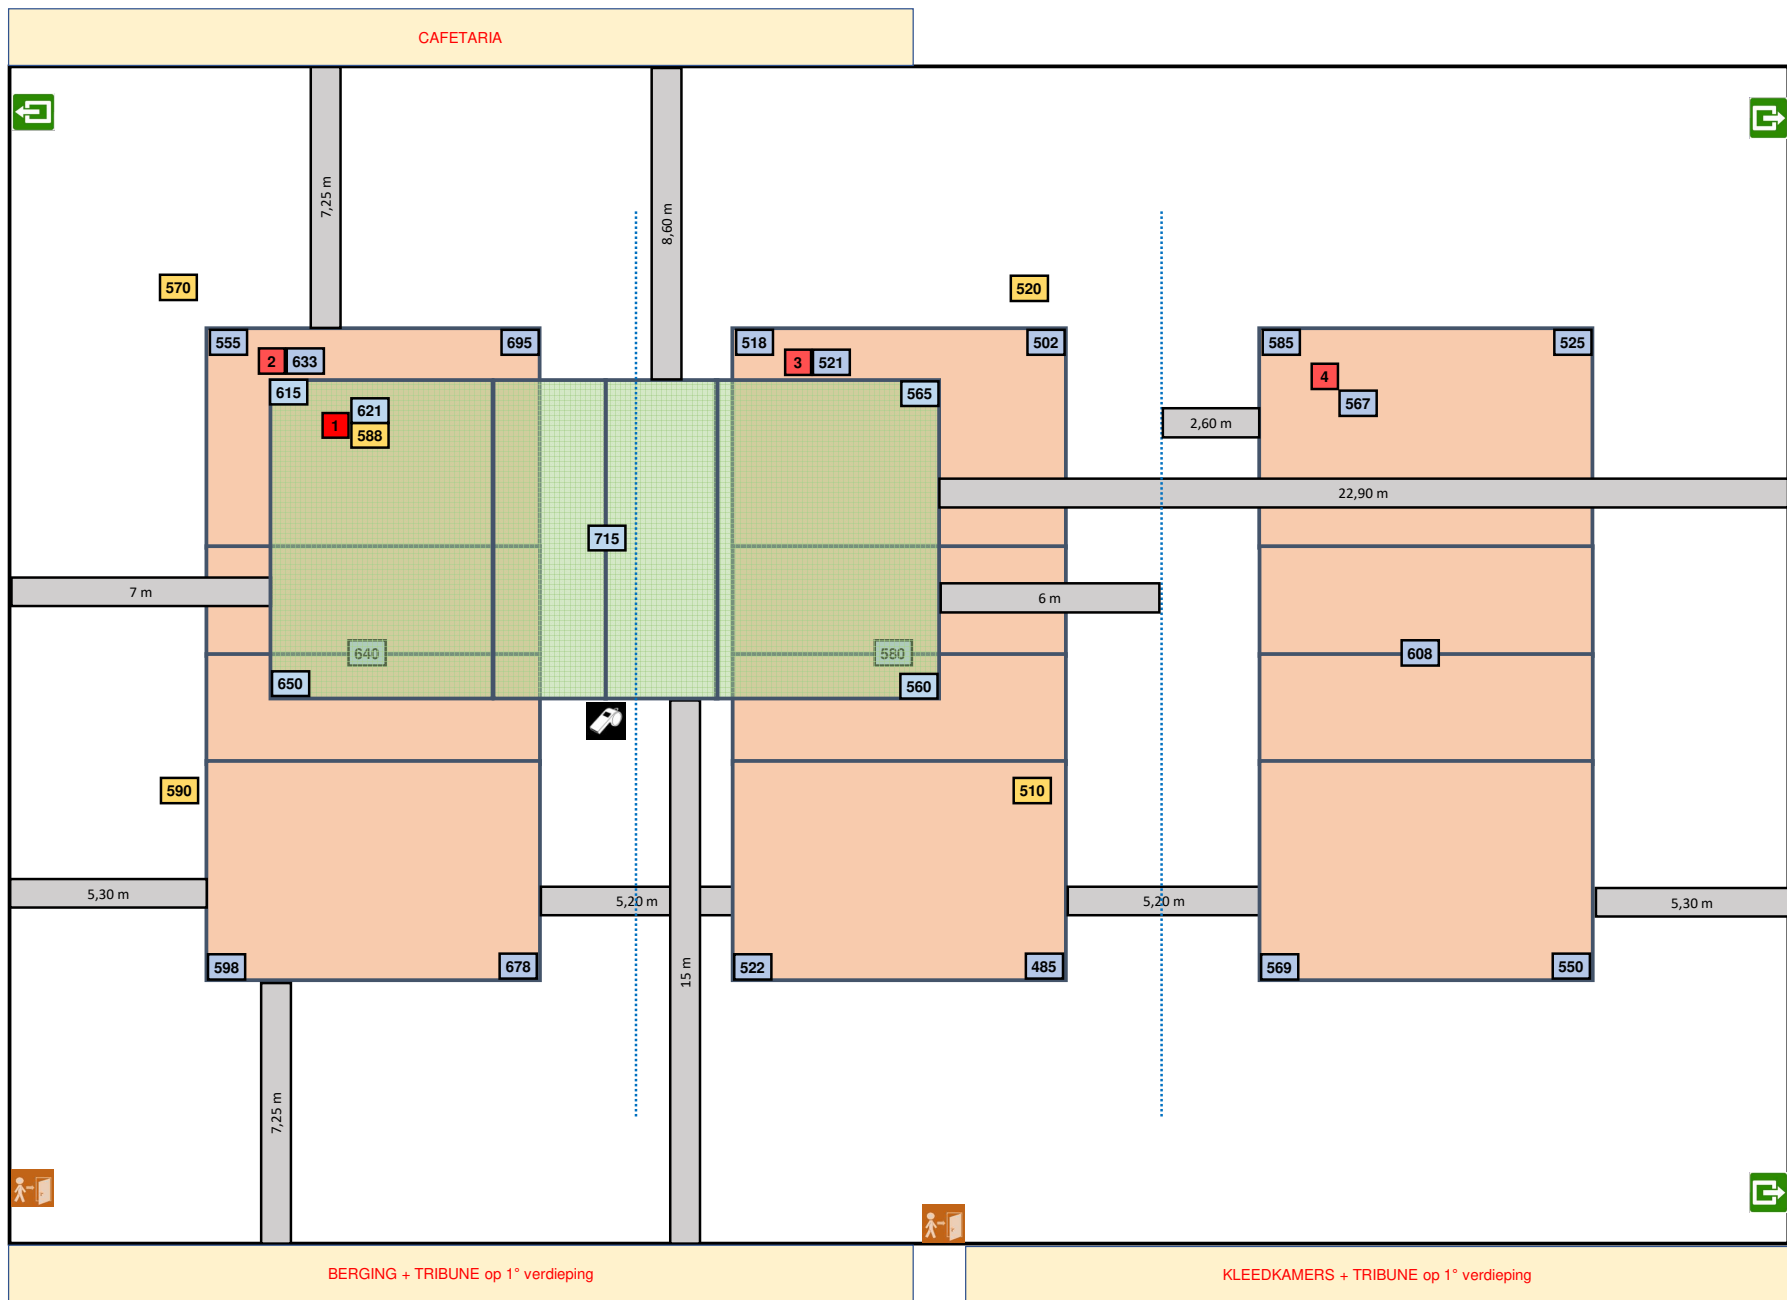 CAFETARIA
7,25 m
8,60 m
570
520
555
695
518
502
585
525
2
633
3
521
4
567
615
565
621
1
588
2,60 m
22,90 m
715
7 m
6 m
640
580
608
650
560
590
510
5,30 m
5,20 m
5,20 m
5,30 m
598
678
522
15 m
485
569
550
7,25 m
BERGING + TRIBUNE op 1° verdieping
KLEEDKAMERS + TRIBUNE op 1° verdieping